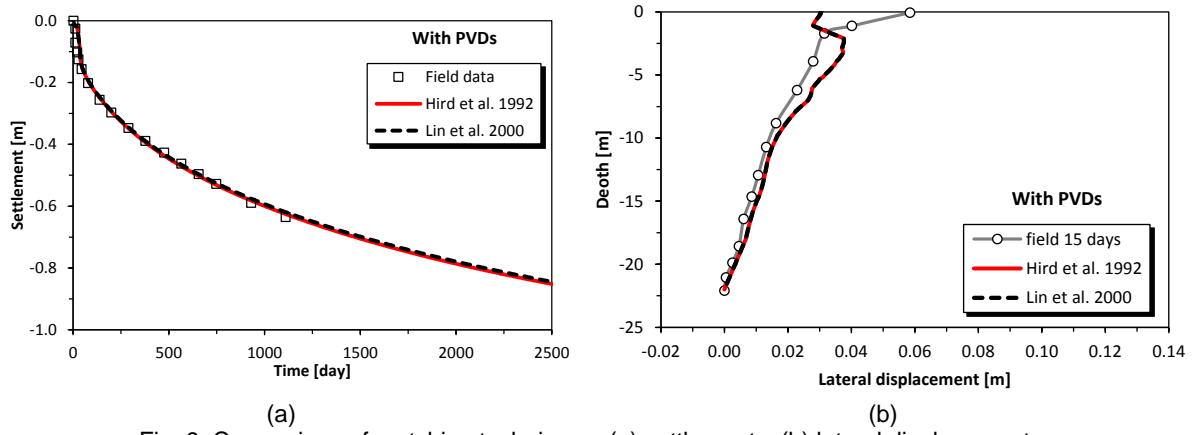 0.0
-0.2
-0.4
-0.6
-0.8
-1.0
Settlement [m]
0
500
1000
1500
2000
2500
Time [day]
With PVDs
Field data
Hird et al. 1992
Lin et al. 2000
(a)
0
-5
-10
-15
-20
-25
Deoth [m]
-0.02
0.00
0.02
0.04
0.06
0.08
0.10
0.12
0.14
Lateral displacement [m]
With PVDs
field 15 days
Hird et al. 1992
Lin et al. 2000
(b)
Fig. Comparison of matching techniques (a) settlements (b) lateral displacements